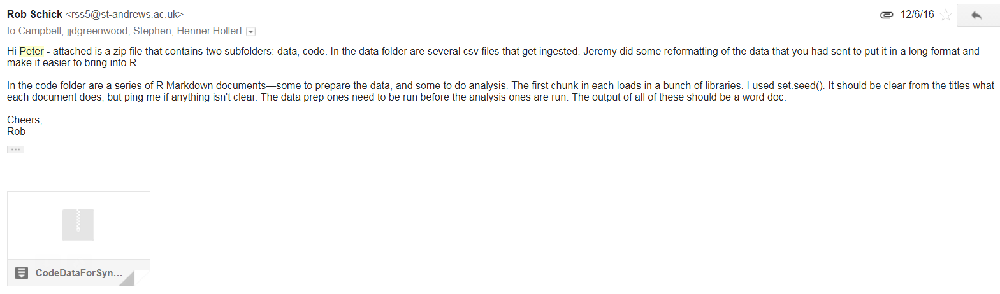 Rob Schick <rss5@st-andrews.ac.uk>
12/6/16
to Campbell, jjdgreenwood, Stephen, Henner.Hollert
Hi Peter - attached is a zip file that contains two subfolders: data, code. In the data folder are several csv files that get ingested. Jeremy did some reformatting of the data that you had sent to put it in a long format and
make it easier to bring into R.
In the code folder are a series of R Markdown documents—some to prepare the data, and some to do analysis. The first chunk in each loads in a bunch of libraries. I used set.seed(). It should be clear from the titles what
each document does, but ping me if anything isn't clear. The data prep ones need to be run before the analysis ones are run. The output of all of these should be a word doc.
Cheers,
Rob
CodeDataForSyn...